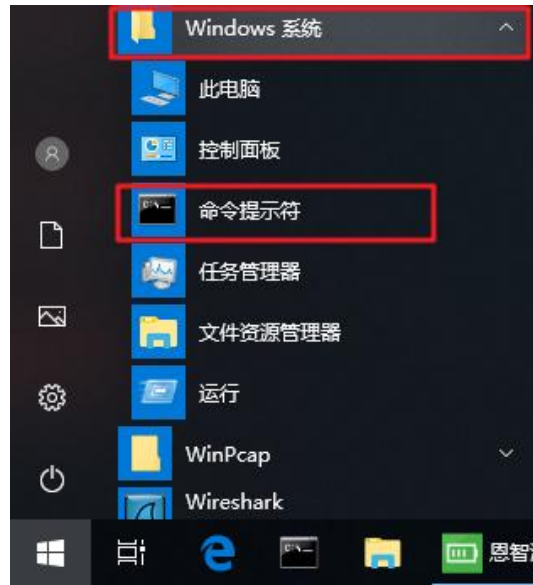 Windows 系统
此电脑
控制面板
命令提示符
任务管理器
文件资源管理器
运行
WinPcap
Wireshark
恩智